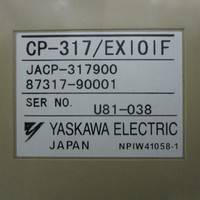 CP-317/EXIOIF
JACP-317900
87317-90001
SER NO. U81-038
YASKAWA ELECTRIC
JAPAN NPIW41058-1